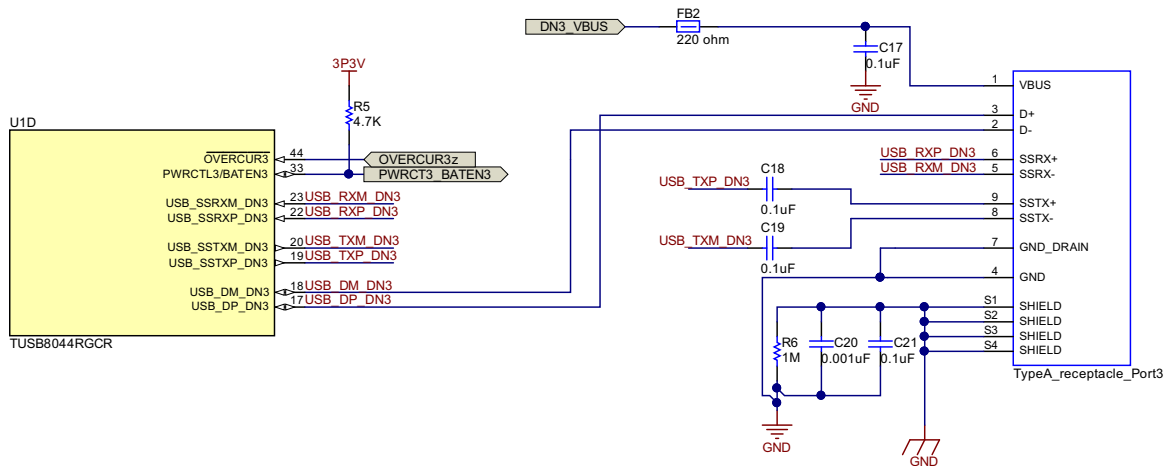 FB2
DN3_VBUS
220 ohm
C17
0.1uF
GND
3P3V
R5
4.7K
U1D
OVERCUR3 44 OVERCUR3z
PWRCTL3/BATEN3 33 PWRCT3_BATEN3
USB_SSRXM_DN3 23 USB_RXM_DN3
USB_SSRXP_DN3 22 USB_RXP_DN3
USB_SSTXM_DN3 20 USB_TXM_DN3
USB_SSTXP_DN3 19 USB_TXP_DN3
USB_DM_DN3 18 USB_DM_DN3
USB_DP_DN3 17 USB_DP_DN3
TUSB8044RGCR
1 VBUS
3 D+
2 D-
USB_RXP_DN3 6 SSRX+
USB_RXM_DN3 5 SSRX-
USB_TXP_DN3 C18
0.1uF
9 SSTX+
8 SSTX-
USB_TXM_DN3 C19
0.1uF
7 GND_DRAIN
4 GND
S1 SHIELD
S2 SHIELD
S3 SHIELD
S4 SHIELD
R6
1M
C20
0.001uF
C21
0.1uF
TypeA_receptacle_Port3
GND
GND